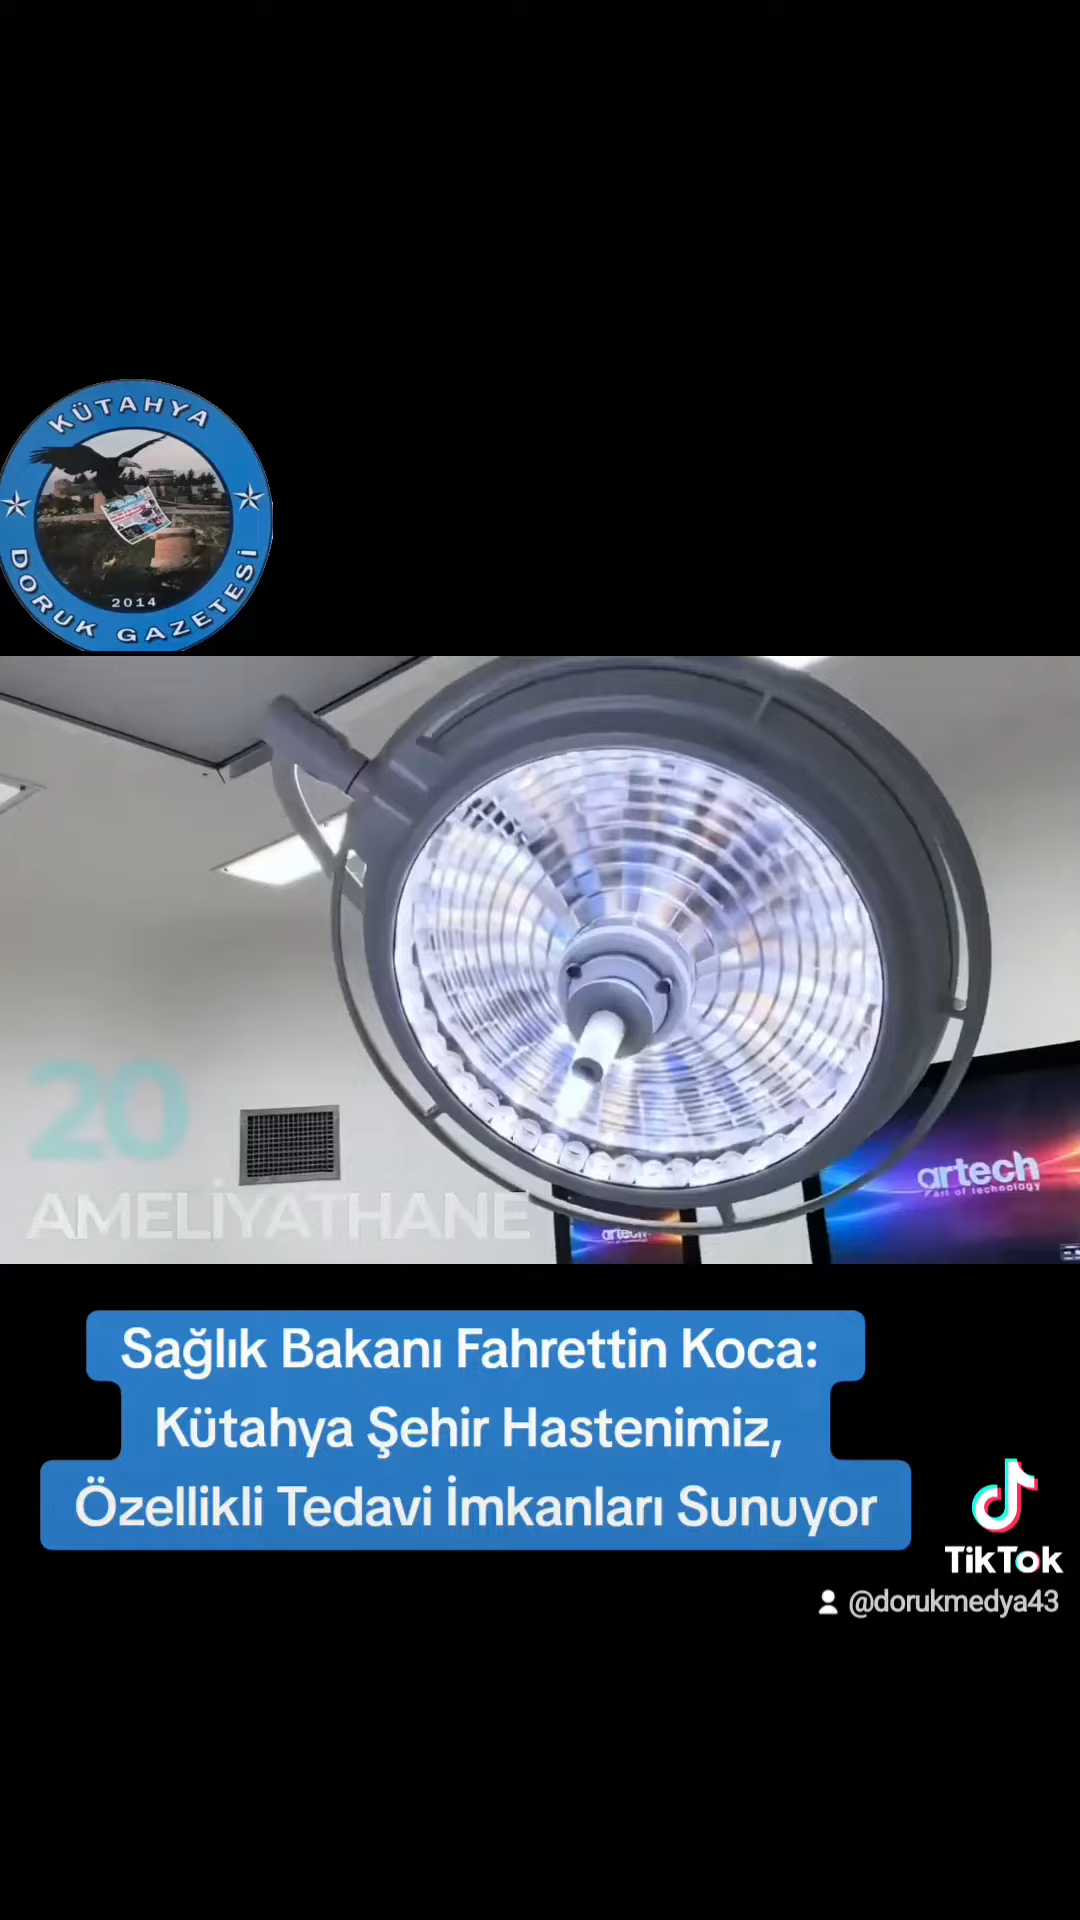 KÜTAHYA
DORUK GAZETESİ
2014
20
AMELİYATHANE
artech
art of technology
artech
Sağlık Bakanı Fahrettin Koca:
Kütahya Şehir Hastenimiz,
Özellikli Tedavi İmkanları Sunuyor
TikTok
@dorukmedya43